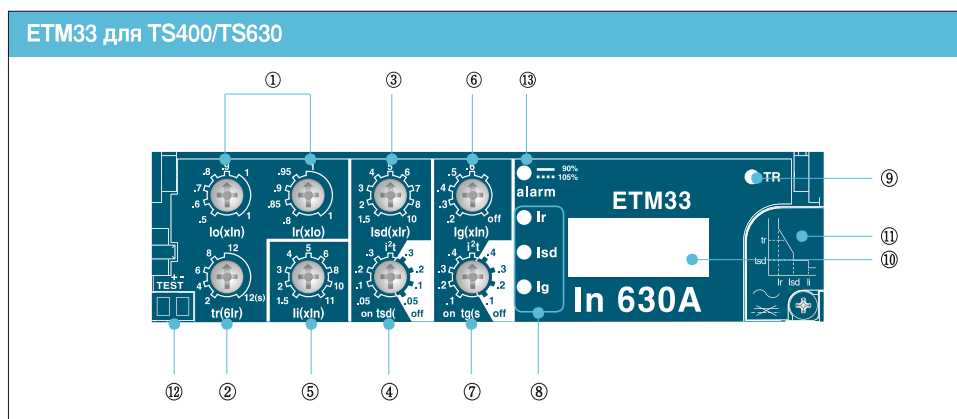 ETM33 для TS400/TS630
① ③ ⑥ ⑬
.5 .6 .7 .8 .9 1 1
Io(xIn)
.8 .85 .9 .95 1 1
Ir(xIo)
1.5 2 3 4 5 6 7 8 10
Isd(xIn)
.2 .3 .4 .5 .6 off
Ig(xIn)
90%
105%
alarm
ETM33
TR
⑨
Ir
Isd
Ig
In 630A
tr
Isd
Ir Isd Ii
⑪
⑩
+ -
TEST
2 4 6 8 12 12(s)
tr(6Ir)
1.5 2 3 4 5 6 8 10 11
Ii(xIn)
.05 .1 .2 .3 i²t .3 .2 .1 .05
on tsd( off
.1 .2 .3 .4 i²t .4 .3 .2 .1
on tg(s off
⑫ ② ⑤ ④ ⑦ ⑧